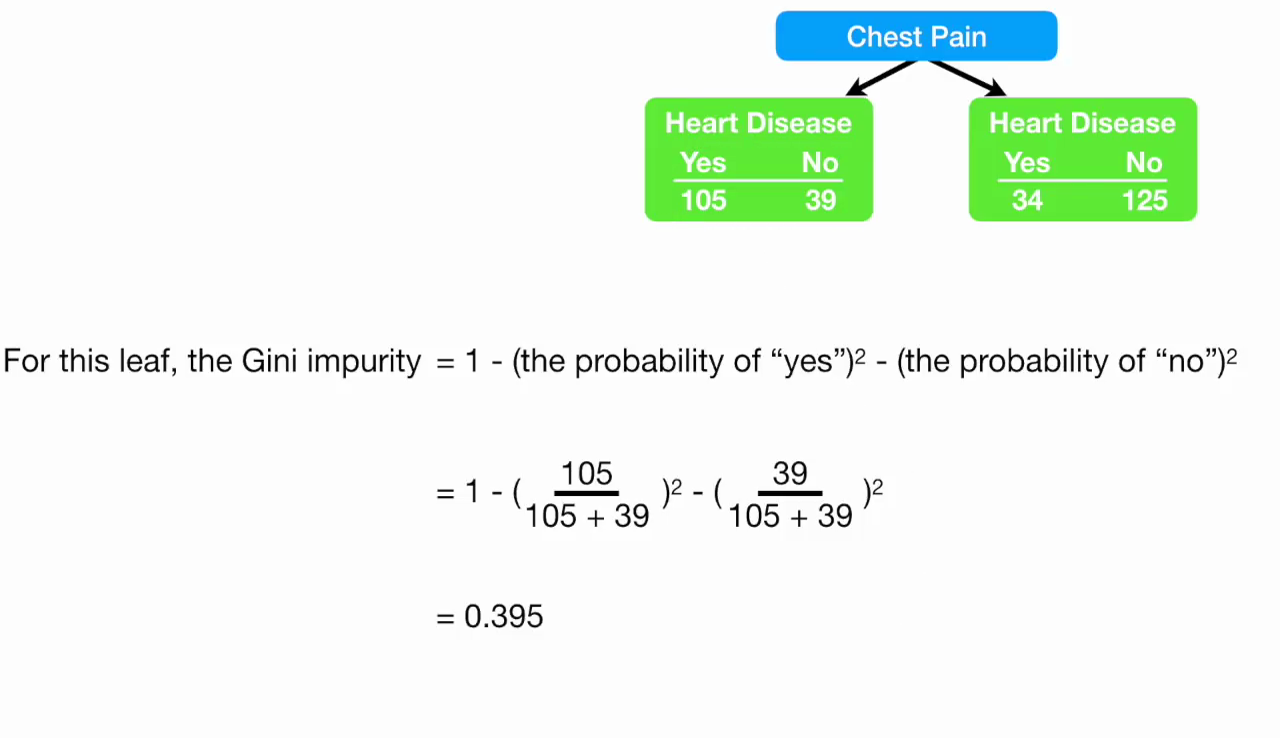 Chest Pain
Heart Disease Heart Disease
Yes No Yes No
105 39 34 125
For this leaf, the Gini impurity = 1 - (the probability of “yes”)² - (the probability of “no”)²
= 1 - ( 105 / 105 + 39 )² - ( 39 / 105 + 39 )²
= 0.395